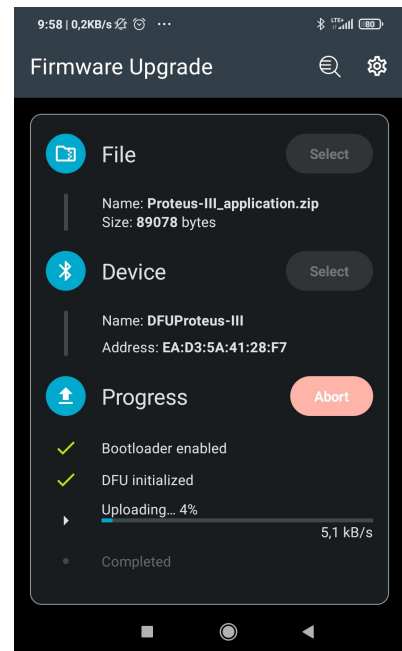 9:58 | 0,2KB/s ... LTE+ 80
Firmware Upgrade
File Select
Name: Proteus-III_application.zip
Size: 89078 bytes
Device Select
Name: DFUProteus-III
Address: EA:D3:5A:41:28:F7
Progress Abort
Bootloader enabled
DFU initialized
Uploading... 4%
5,1 kB/s
Completed